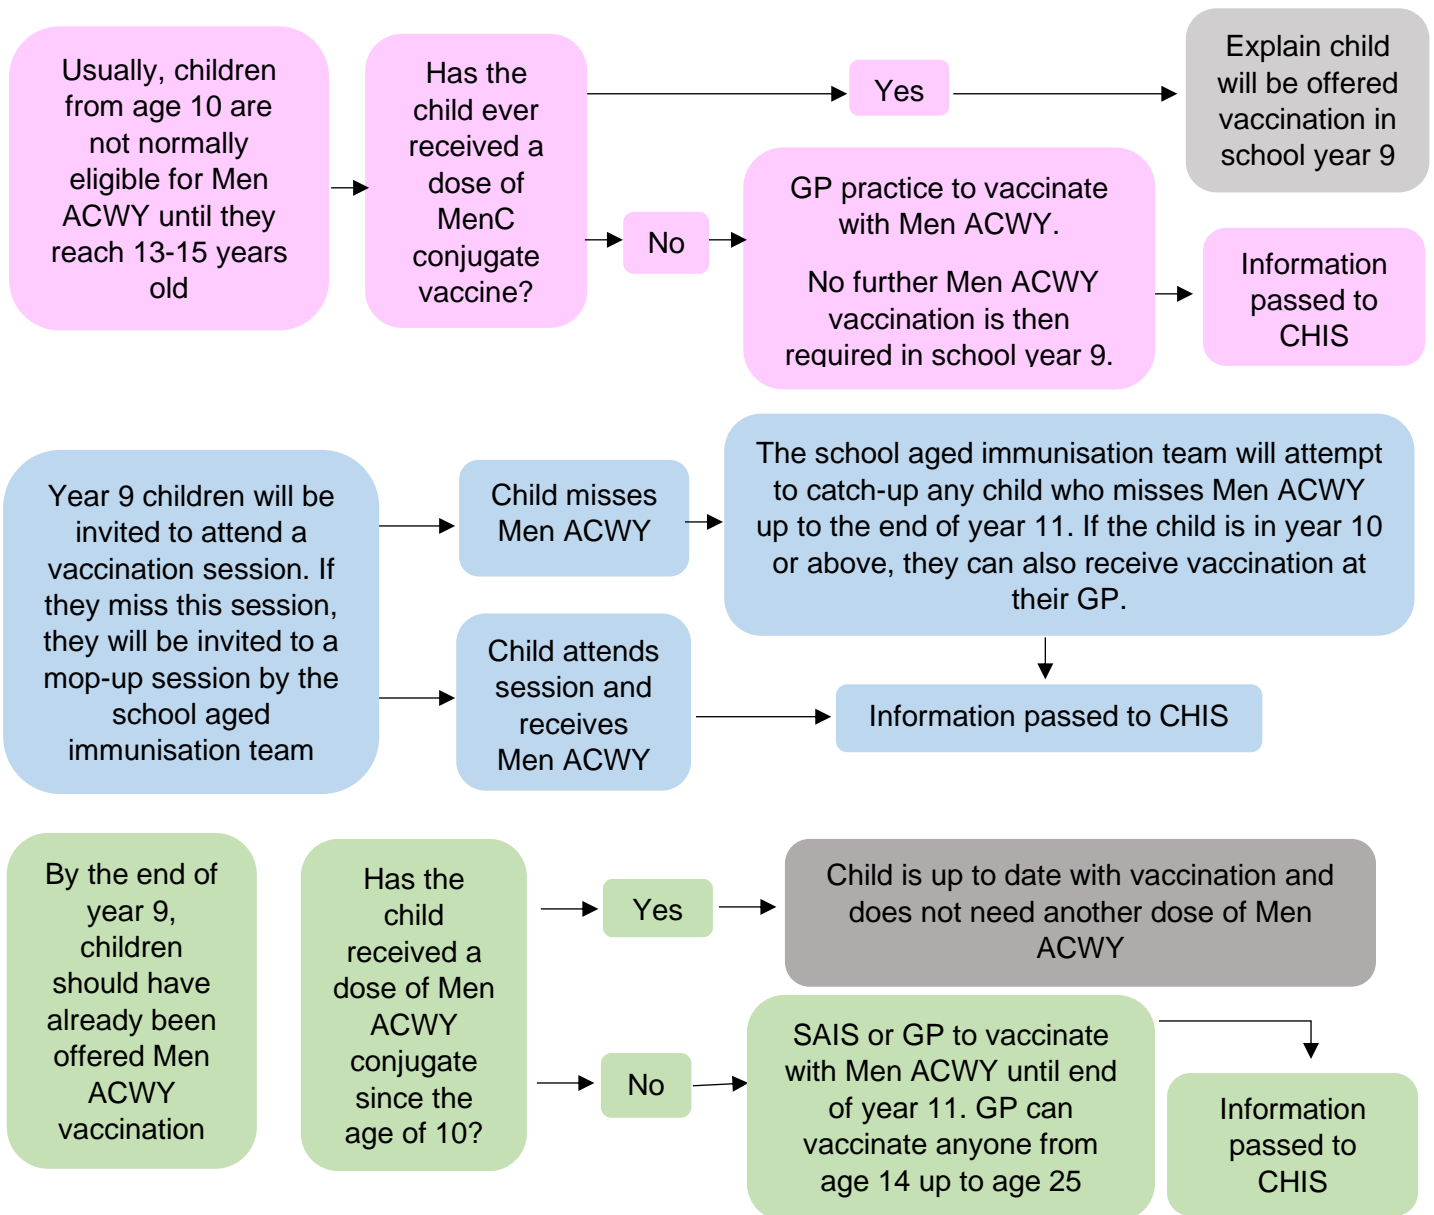 Usually, children
from age 10 are
not normally
eligible for Men
ACWY until they
reach 13-15 years
old
Has the
child ever
received a
dose of
MenC
conjugate
vaccine?
Yes
Explain child
will be offered
vaccination in
school year 9
No
GP practice to vaccinate
with Men ACWY.
No further Men ACWY
vaccination is then
required in school year 9.
Information
passed to
CHIS
Year 9 children will be
invited to attend a
vaccination session. If
they miss this session,
they will be invited to a
mop-up session by the
school aged
immunisation team
Child misses
Men ACWY
The school aged immunisation team will attempt
to catch-up any child who misses Men ACWY
up to the end of year 11. If the child is in year 10
or above, they can also receive vaccination at
their GP.
Child attends
session and
receives
Men ACWY
Information passed to CHIS
By the end of
year 9,
children
should have
already been
offered Men
ACWY
vaccination
Has the
child
received a
dose of Men
ACWY
conjugate
since the
age of 10?
Yes
Child is up to date with vaccination and
does not need another dose of Men
ACWY
No
SAIS or GP to vaccinate
with Men ACWY until end
of year 11. GP can
vaccinate anyone from
age 14 up to age 25
Information
passed to
CHIS